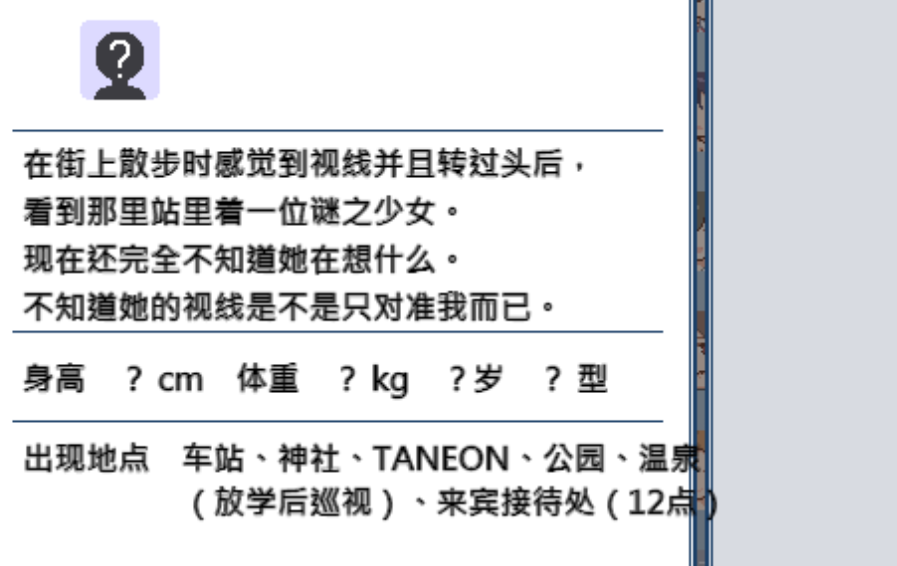 ?
在街上散步时感觉到视线并且转过头后，
看到那里站里着一位谜之少女。
现在还完全不知道她在想什么。
不知道她的视线是不是只对准我而已。
身高　? cm　体重　? kg　?岁　? 型
出现地点　车站、神社、TANEON、公园、温泉
（放学后巡视）、来宾接待处（12点）